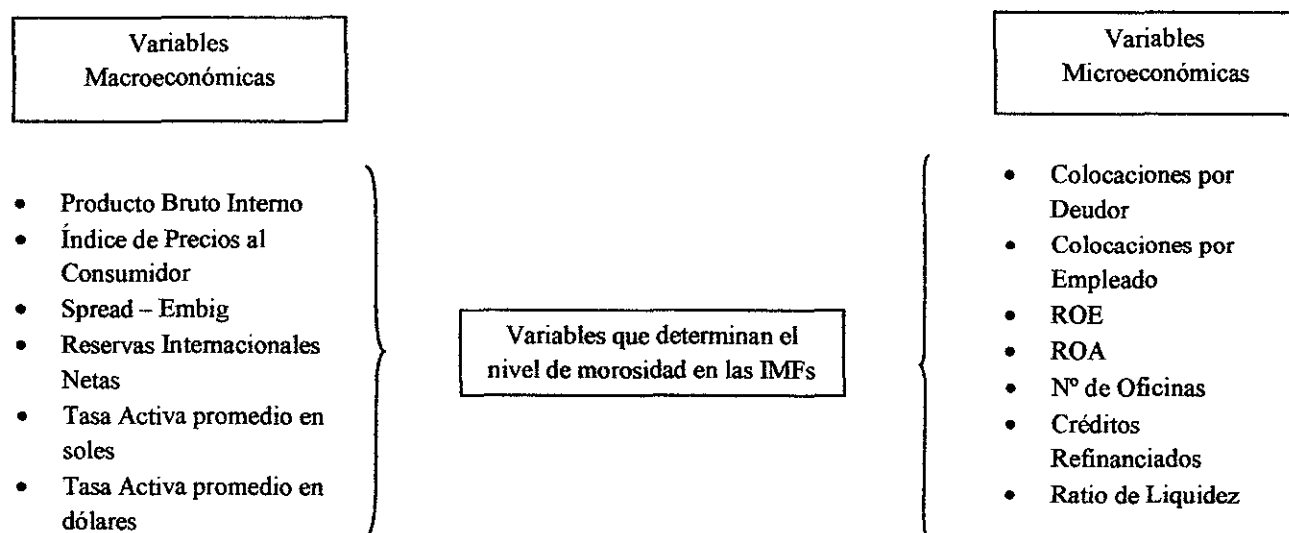 Variables
Macroeconómicas
• Producto Bruto Interno
• Índice de Precios al
Consumidor
• Spread – Embig
• Reservas Internacionales
Netas
• Tasa Activa promedio en
soles
• Tasa Activa promedio en
dólares
Variables que determinan el
nivel de morosidad en las IMFs
Variables
Microeconómicas
• Colocaciones por
Deudor
• Colocaciones por
Empleado
• ROE
• ROA
• Nº de Oficinas
• Créditos
Refinanciados
• Ratio de Liquidez